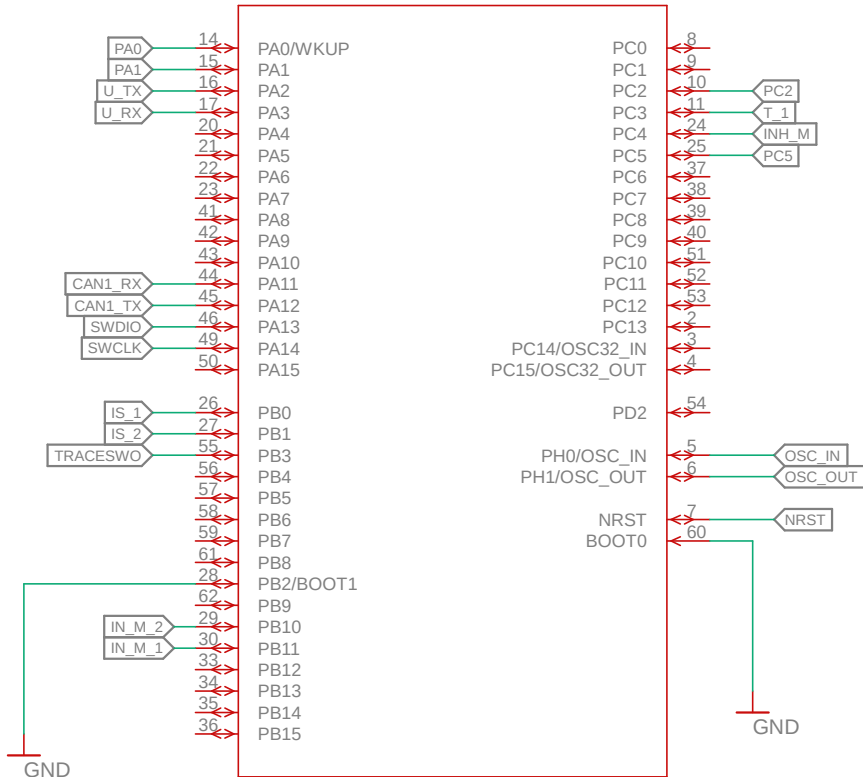 PA0 14 PA0/WKUP PC0 8
PA1 15 PA1 PC1 9
U_TX 16 PA2 PC2 10 PC2
U_RX 17 PA3 PC3 11 T_1
20 PA4 PC4 24 INH_M
21 PA5 PC5 25 PC5
22 PA6 PC6 37
23 PA7 PC7 38
41 PA8 PC8 39
42 PA9 PC9 40
43 PA10 PC10 51
CAN1_RX 44 PA11 PC11 52
CAN1_TX 45 PA12 PC12 53
SWDIO 46 PA13 PC13 2
SWCLK 49 PA14 PC14/OSC32_IN 3
50 PA15 PC15/OSC32_OUT 4
IS_1 26 PB0 PD2 54
IS_2 27 PB1
TRACESWO 55 PB3 PH0/OSC_IN 5 OSC_IN
56 PB4 PH1/OSC_OUT 6 OSC_OUT
57 PB5
58 PB6 NRST 7 NRST
59 PB7 BOOT0 60
61 PB8
28 PB2/BOOT1
62 PB9
IN_M_2 29 PB10
IN_M_1 30 PB11
33 PB12
34 PB13
35 PB14
GND
36 PB15
GND